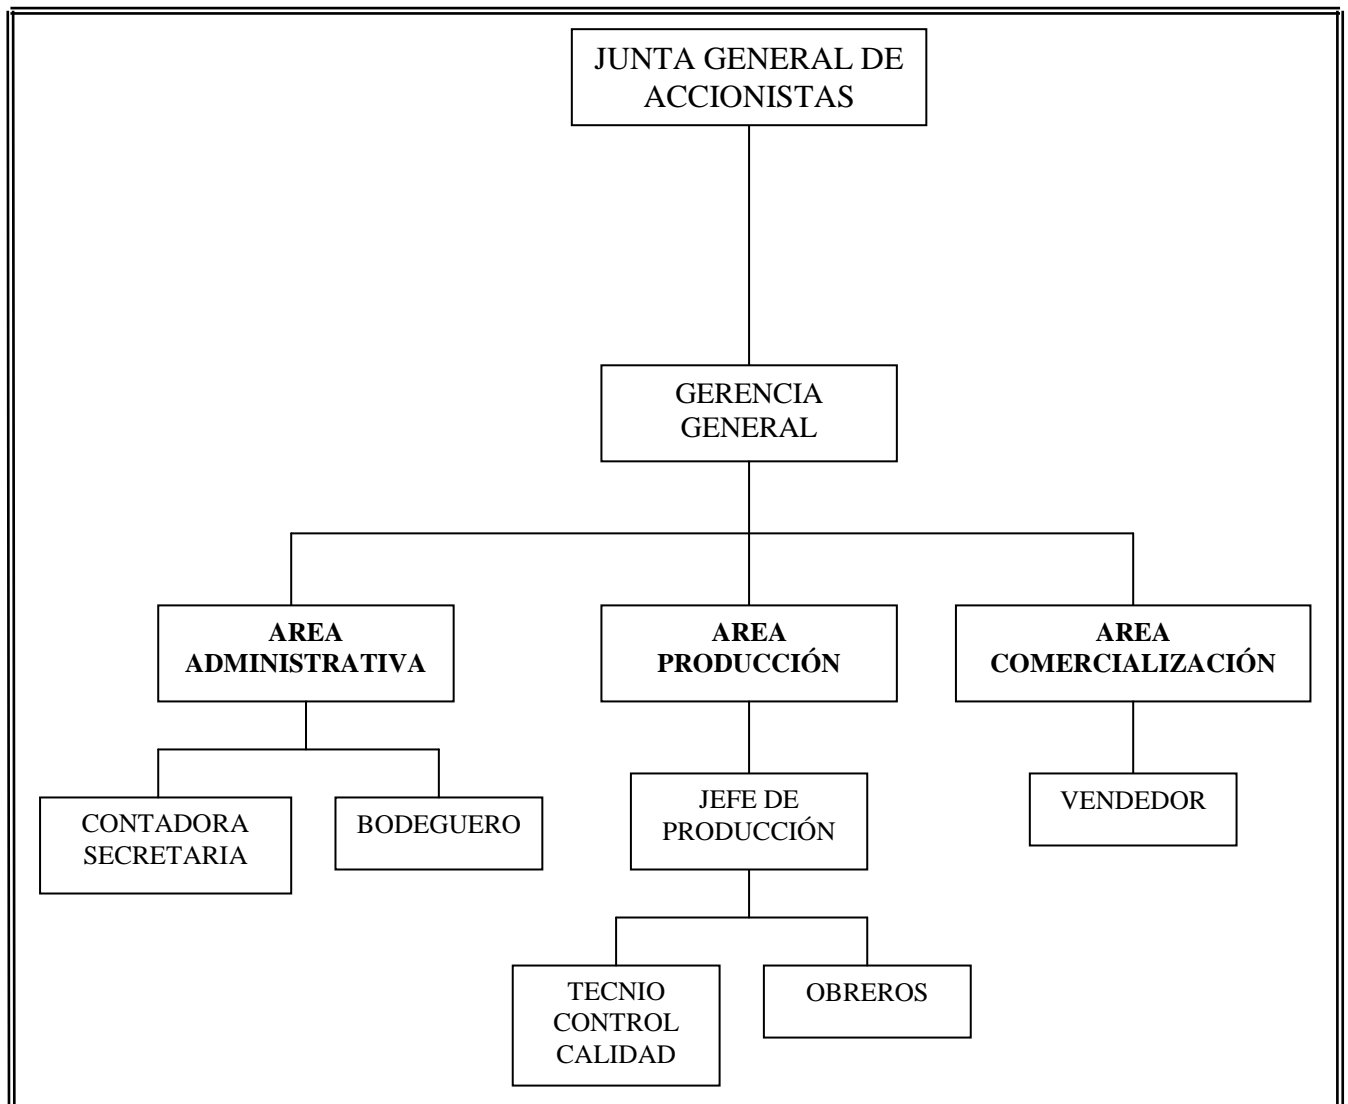 JUNTA GENERAL DE
ACCIONISTAS
GERENCIA
GENERAL
AREA
ADMINISTRATIVA
AREA
PRODUCCIÓN
AREA
COMERCIALIZACIÓN
CONTADORA
SECRETARIA
BODEGUERO
JEFE DE
PRODUCCIÓN
VENDEDOR
TECNIO
CONTROL
CALIDAD
OBREROS